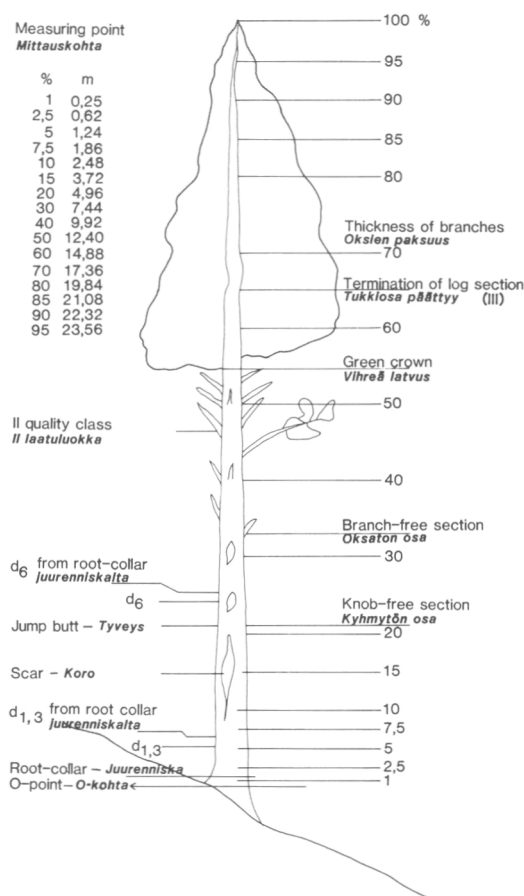 Measuring point
Mittauskohta
% m
1 0,25
2,5 0,62
5 1,24
7,5 1,86
10 2,48
15 3,72
20 4,96
30 7,44
40 9,92
50 12,40
60 14,88
70 17,36
80 19,84
85 21,08
90 22,32
95 23,56
100 %
95
90
85
80
Thickness of branches
Oksien paksuus
70
Termination of log section
Tukkiosa päättyy (III)
60
Green crown
Vihreä latvus
50
II quality class
II laatuluokka
40
Branch-free section
Oksaton osa
30
d6 from root-collar
juurenniskalta
d6
Knob-free section
Kyhmytön osa
Jump butt – Tyveys
20
Scar – Koro
15
10
d1,3 from root collar
juurenniskalta
7,5
d1,3
5
Root-collar – Juurenniska
2,5
O-point – O-kohta
1